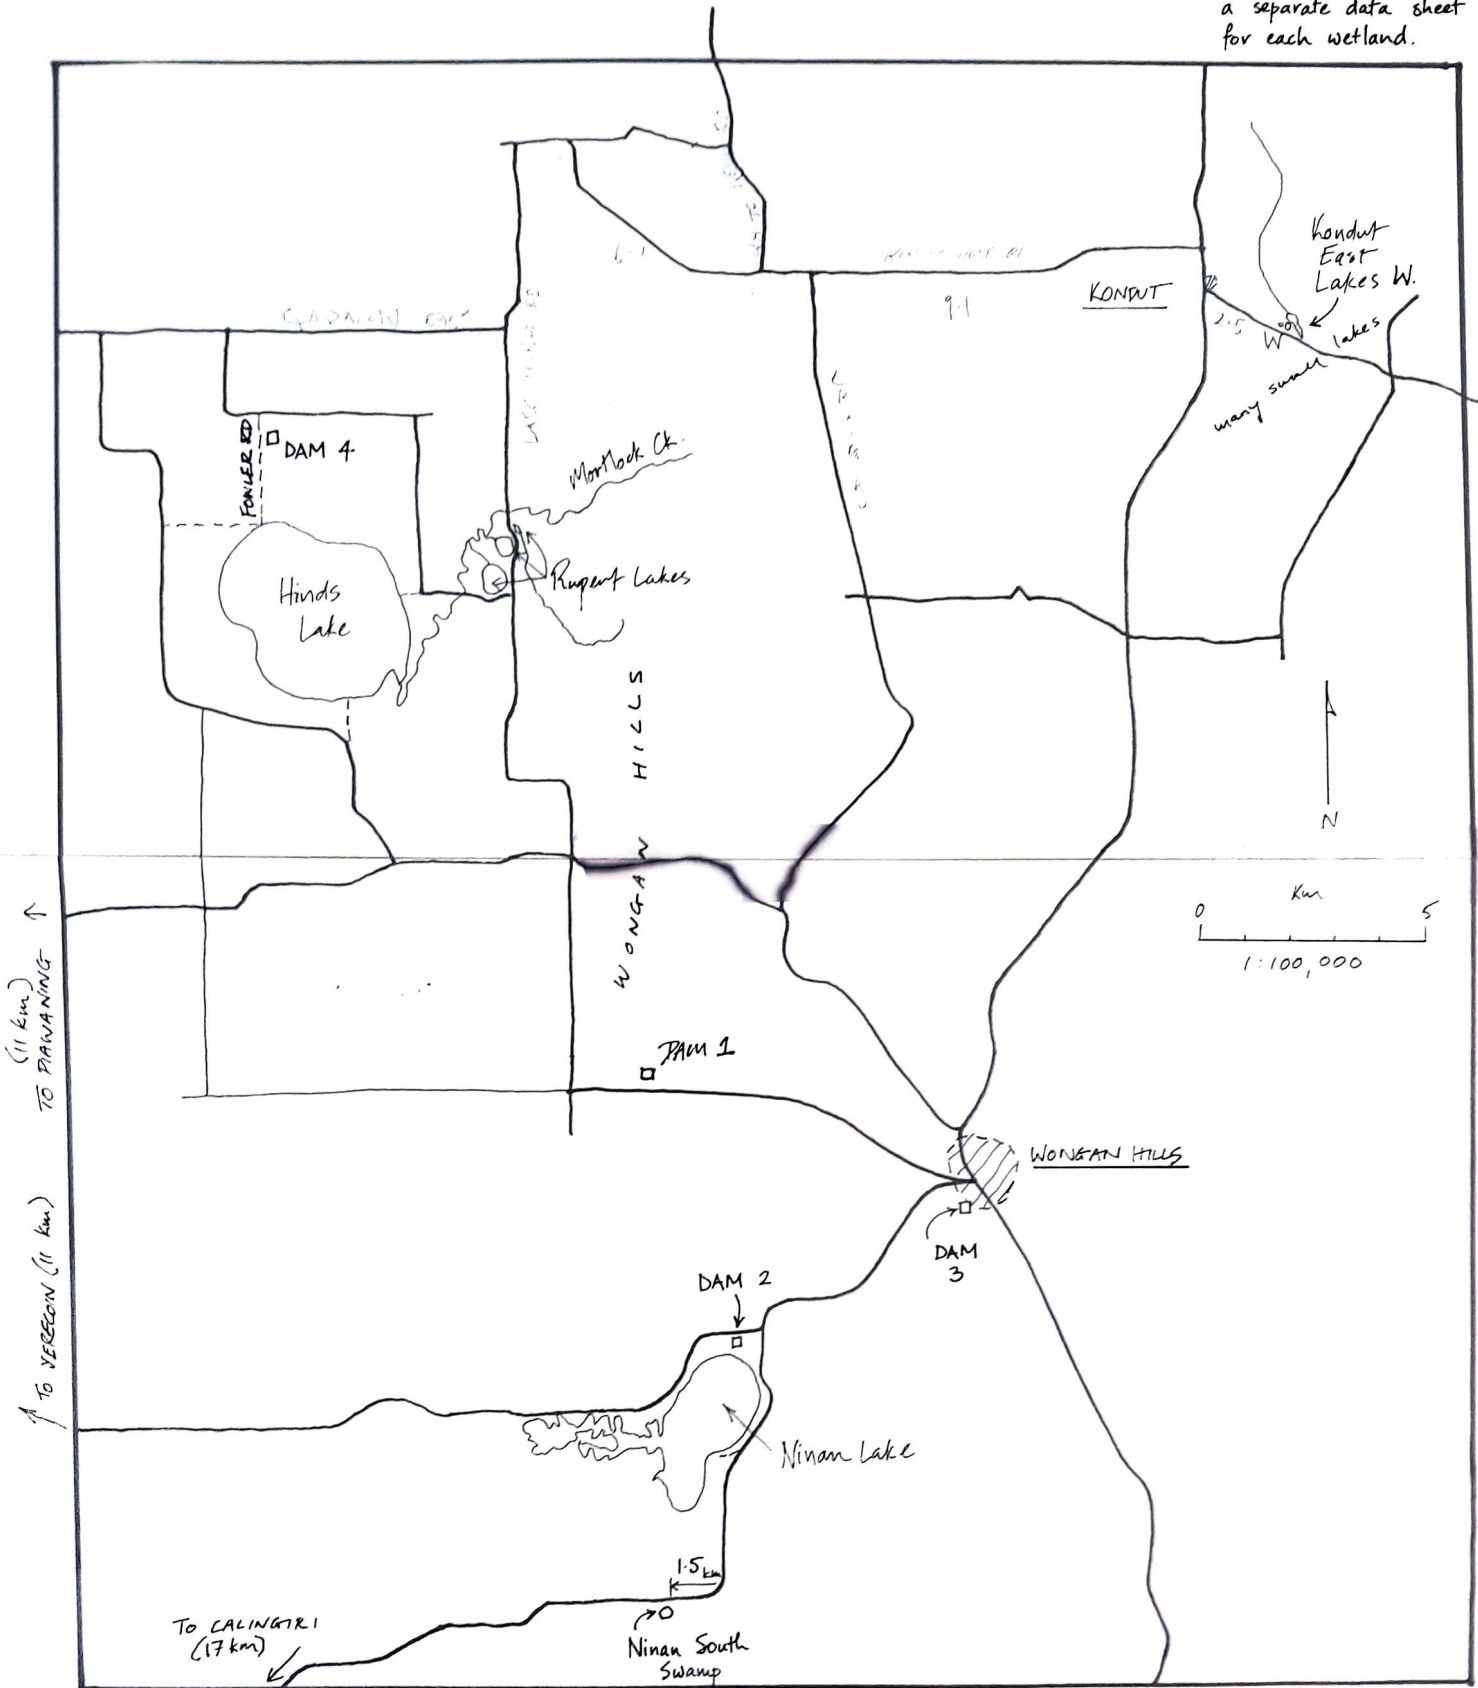 a separate data sheet
for each wetland.
Kondut
East
Lakes W.
KONDUT
9.1
2.5
W
many small lakes
FOWLER RD
DAM 4
Mortlock Ck.
Hinds
Lake
Rupert Lakes
WONGAN HILLS
N
Km
0 5
1:100,000
(11 km)
TO PIAWANING
DAM 1
WONGAN HILLS
DAM
3
TO YERECOIN (11 km)
DAM 2
Ninan Lake
1.5 km
TO CALINGIRI
(17 km)
Ninan South
Swamp